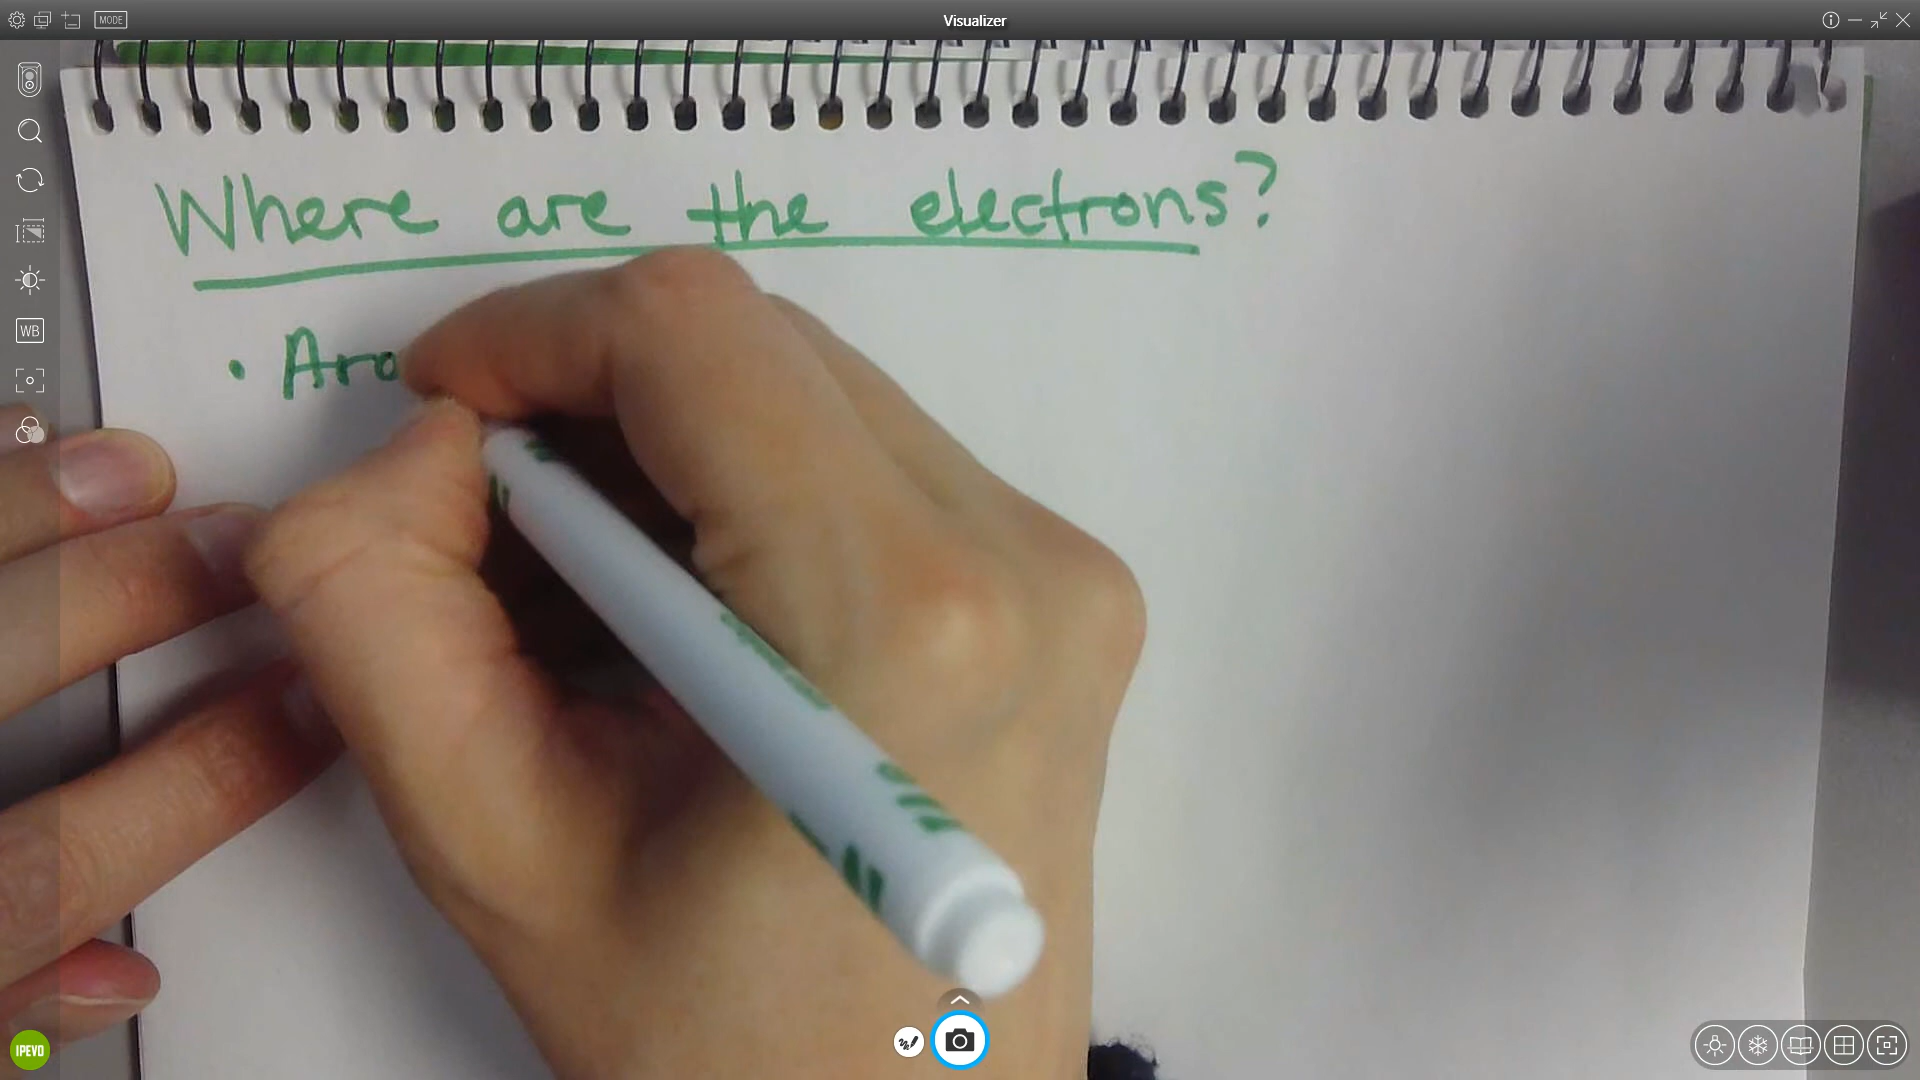 MODE
Visualizer
Where are the electrons?
WB
• Aro
IPEVO